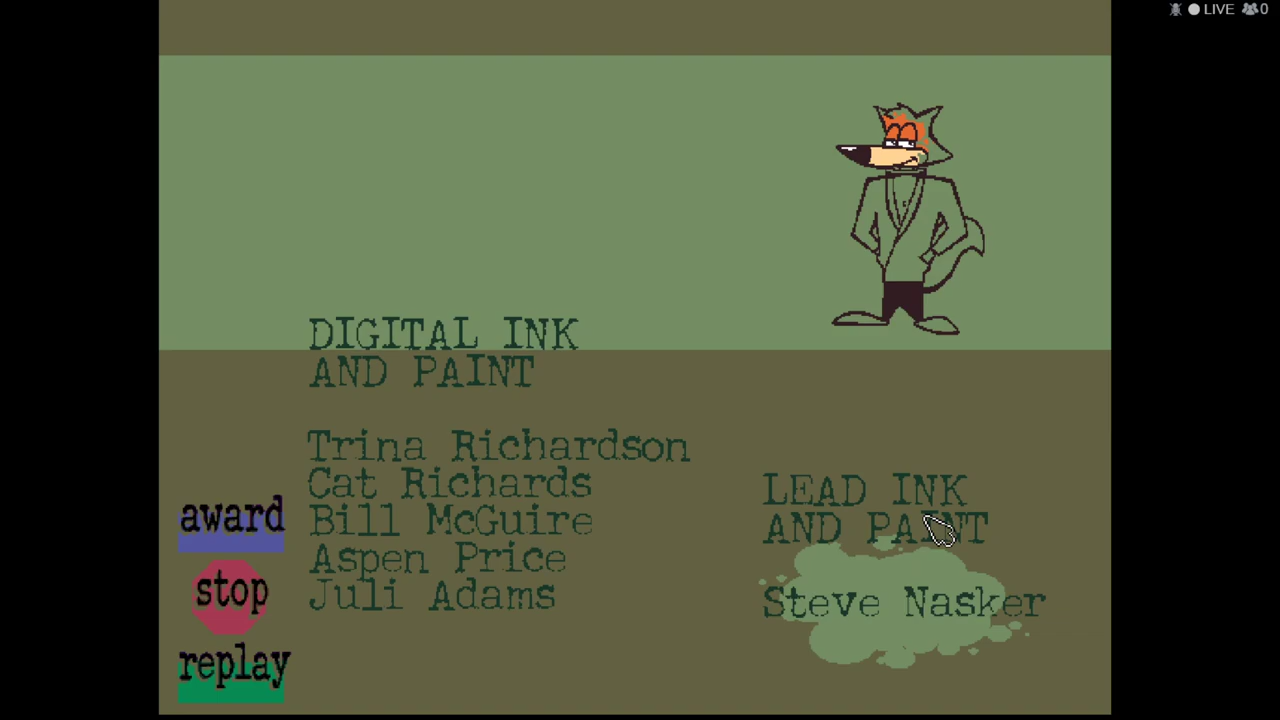 LIVE 0
DIGITAL INK
AND PAINT
Trina Richardson
Cat Richards
Bill McGuire
Aspen Price
Juli Adams
LEAD INK
AND PAINT
Steve Nasker
award
stop
replay